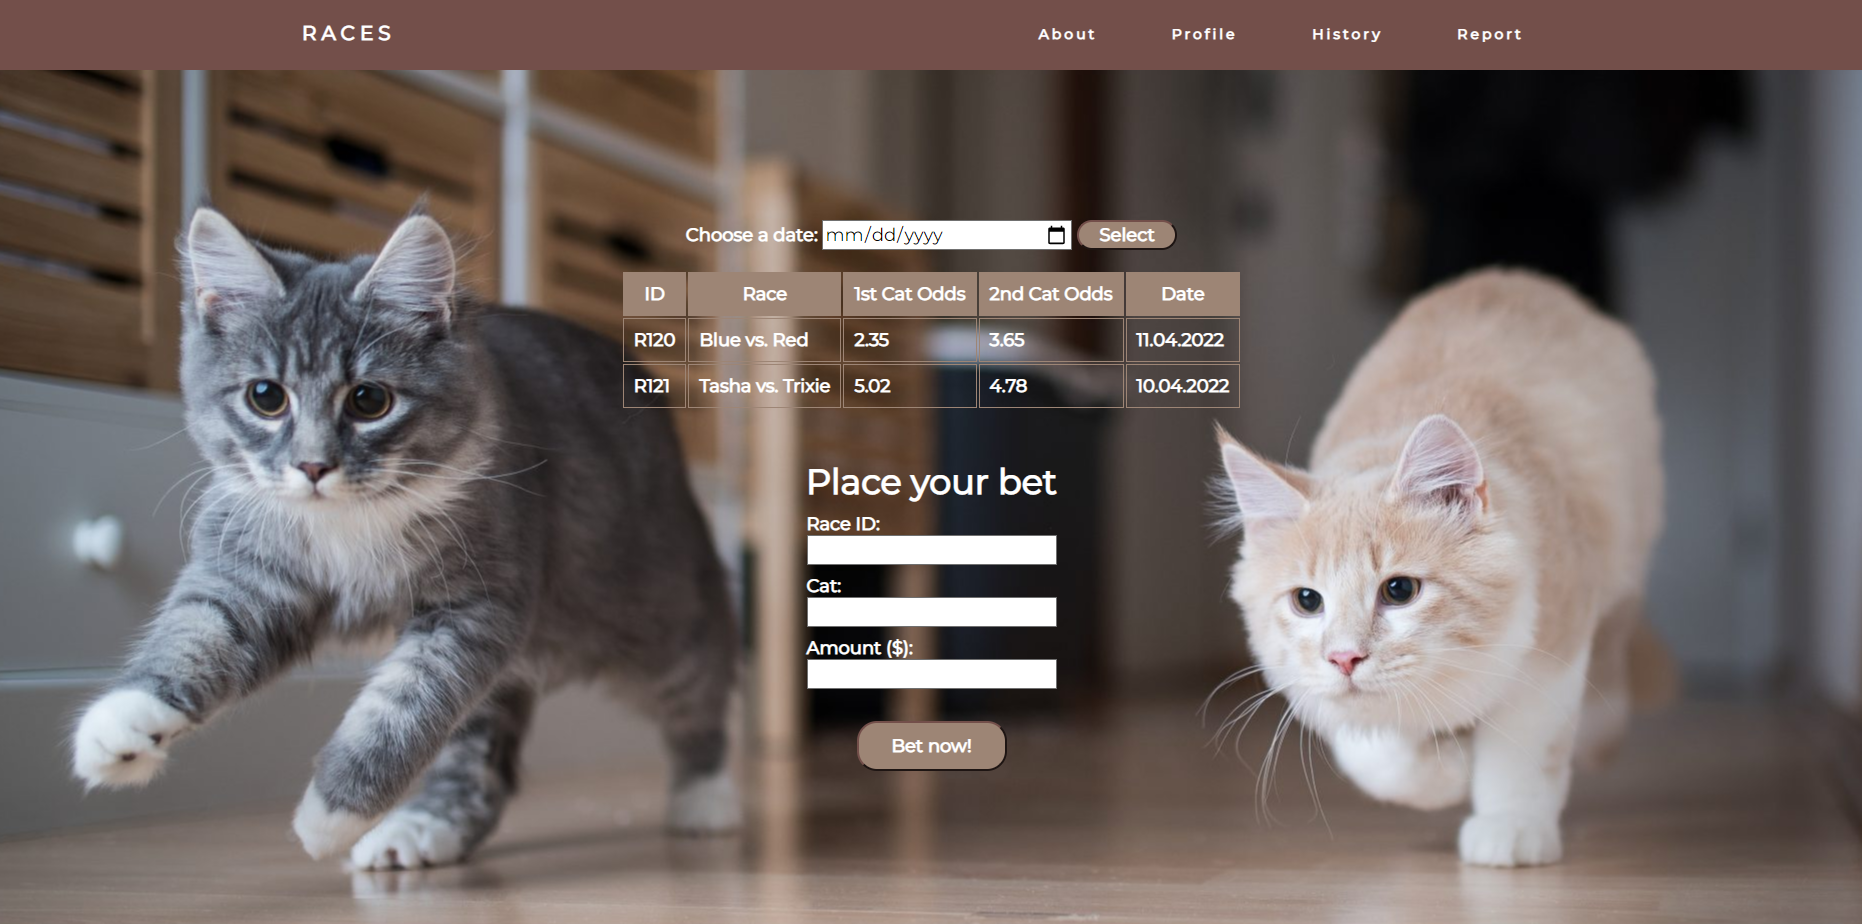 RACES About Profile History Report
Choose a date: mm/dd/yyyy Select
ID Race 1st Cat Odds 2nd Cat Odds Date
R120 Blue vs. Red 2.35 3.65 11.04.2022
R121 Tasha vs. Trixie 5.02 4.78 10.04.2022
Place your bet
Race ID:
Cat:
Amount ($):
Bet now!